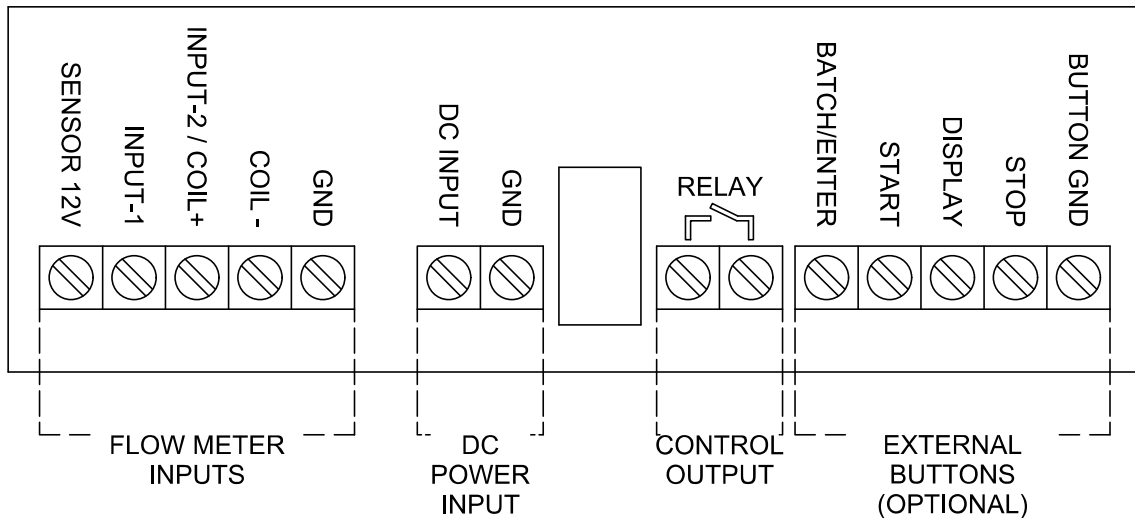 SENSOR 12V
INPUT-1
INPUT-2 / COIL+
COIL -
GND
DC INPUT
GND
RELAY
BATCH/ENTER
START
DISPLAY
STOP
BUTTON GND
FLOW METER
INPUTS
DC
POWER
INPUT
CONTROL
OUTPUT
EXTERNAL
BUTTONS
(OPTIONAL)